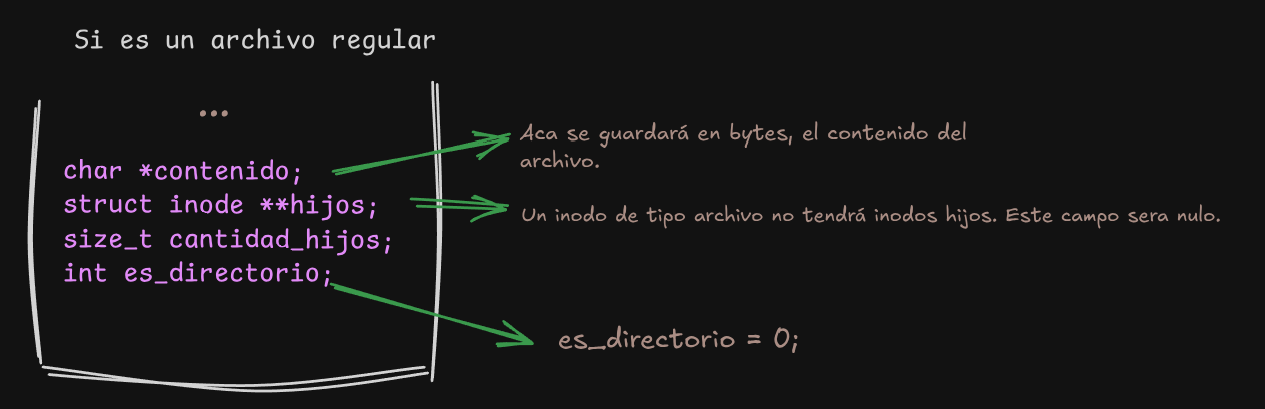 Si es un archivo regular
...
char *contenido;
struct inode **hijos;
size_t cantidad_hijos;
int es_directorio;
Aca se guardará en bytes, el contenido del
archivo.
Un inodo de tipo archivo no tendrá inodos hijos. Este campo sera nulo.
es_directorio = 0;